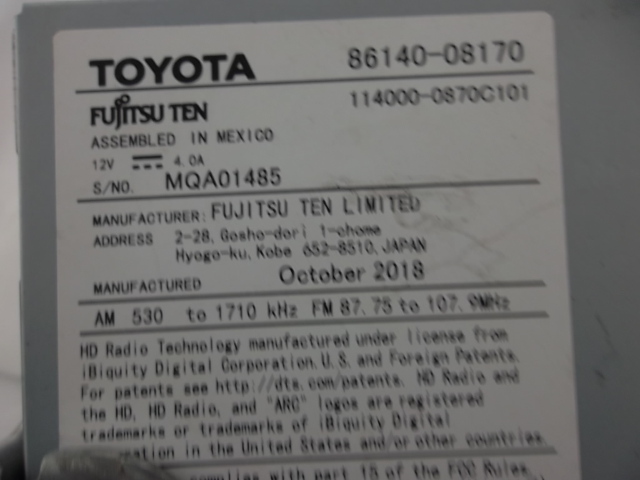 TOYOTA 86140-08170
FUJITSU TEN 114000-0870C101
ASSEMBLED IN MEXICO
12V 4.0A
S/NO. MQA01485
MANUFACTURER: FUJITSU TEN LIMITED
ADDRESS 2-28, Gosho-dori 1-chome
Hyogo-ku, Kobe 652-8510, JAPAN
MANUFACTURED October 2018
AM 530 to 1710 kHz FM 87.75 to 107.9MHz
HD Radio Technology manufactured under license from
iBiquity Digital Corporation. U.S. and Foreign Patents.
For patents see http://dts.com/patents. HD Radio and
the HD, HD Radio, and "ARC" logos are registered
trademarks or trademarks of iBiquity Digital
in the United States and/or other countries.
complies with part 15 of the FCC Rules.